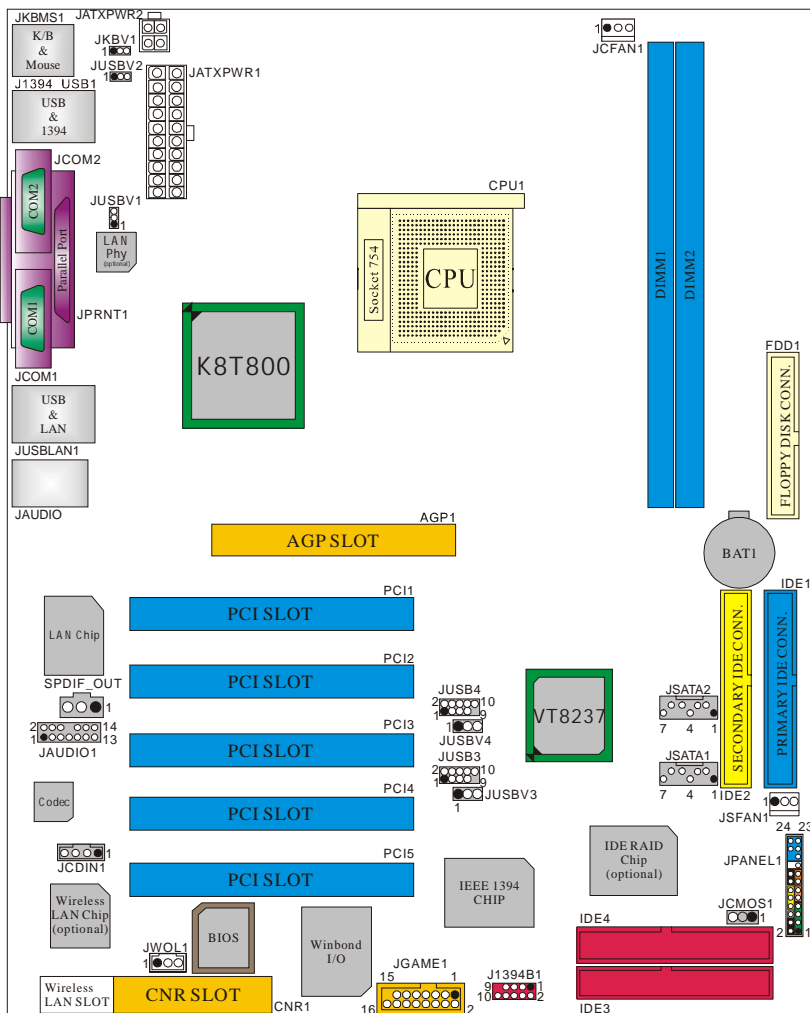 JKBMS1
JATXPWR2
K/B
&
Mouse
JKBV1
1
JUSBV2
1
JCFAN1
1
J1394_USB1
USB
&
1394
JATXPWR1
JCOM2
COM2
Parallel Port
JUSBV1
1
LAN
Phy
(optional)
COM1
JPRNT1
JCOM1
CPU1
Socket 754
CPU
DIMM1
DIMM2
K8T800
FDD1
FLOPPY DISK CONN.
USB
&
LAN
JUSBLAN1
JAUDIO
AGP1
AGP SLOT
BAT1
IDE1
PCI1
PCI SLOT
LAN Chip
PCI2
PCI SLOT
SPDIF_OUT
1
2 14
1 13
JAUDIO1
PCI3
PCI SLOT
JUSB4
2 10
1 9
1
JUSBV4
JUSB3
2 10
1 9
JUSBV3
1
VT8237
JSATA2
7 4 1
JSATA1
7 4 1
SECONDARY IDE CONN.
IDE2
PRIMARY IDE CONN.
Codec
PCI4
PCI SLOT
JSFAN1
1
24 23
JPANEL1
2 1
JCDIN1
1
PCI5
PCI SLOT
IEEE 1394
CHIP
IDE RAID
Chip
(optional)
JCMOS1
1
Wireless
LAN Chip
(optional)
BIOS
Winbond
I/O
JWOL1
1
IDE4
JGAME1
15 1
16 2
J1394B1
9 1
10 2
IDE3
Wireless
LAN SLOT
CNR SLOT
CNR1